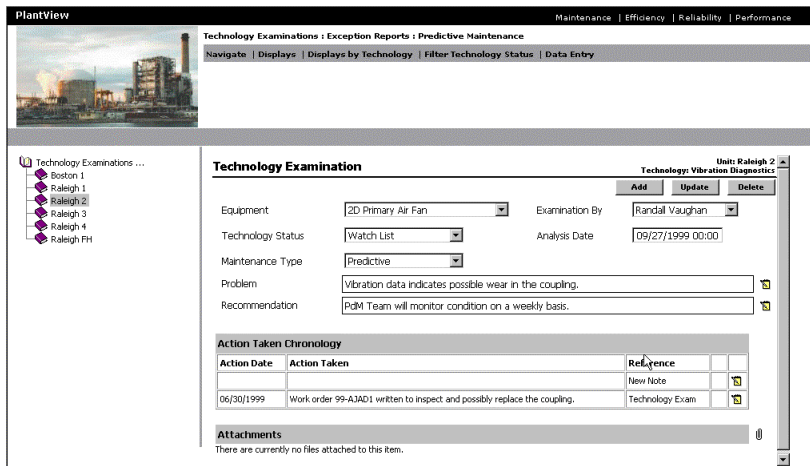 PlantView
Maintenance | Efficiency | Reliability | Performance
Technology Examinations : Exception Reports : Predictive Maintenance
Navigate | Displays | Displays by Technology | Filter Technology Status | Data Entry
Technology Examinations ...
Boston 1
Raleigh 1
Raleigh 2
Raleigh 3
Raleigh 4
Raleigh FH
Technology Examination
Unit: Raleigh 2
Technology: Vibration Diagnostics
Add Update Delete
Equipment 2D Primary Air Fan Examination By Randall Vaughan
Technology Status Watch List Analysis Date 09/27/1999 00:00
Maintenance Type Predictive
Problem Vibration data indicates possible wear in the coupling.
Recommendation PdM Team will monitor condition on a weekly basis.
Action Taken Chronology
Action Date Action Taken Reference
New Note
06/30/1999 Work order 99-AJAD1 written to inspect and possibly replace the coupling. Technology Exam
Attachments
There are currently no files attached to this item.